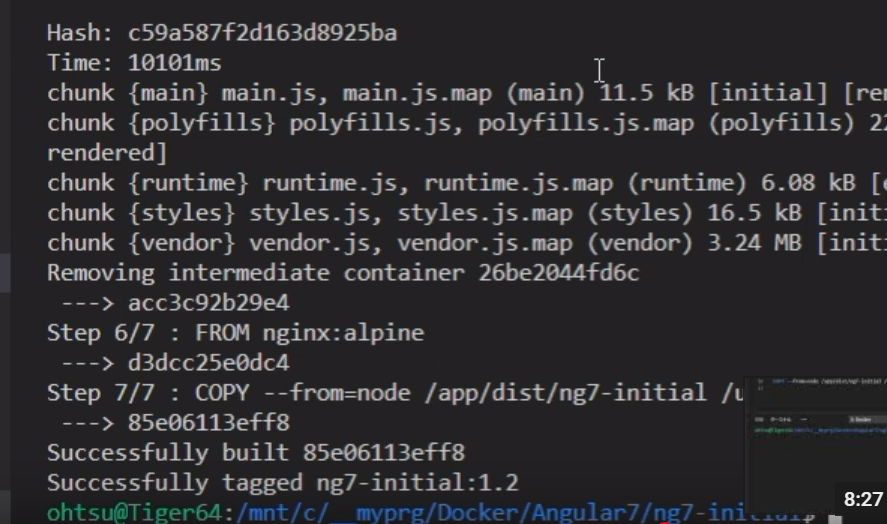 Hash: c59a587f2d163d8925ba
Time: 10101ms
chunk {main} main.js, main.js.map (main) 11.5 kB [initial] [re
chunk {polyfills} polyfills.js, polyfills.js.map (polyfills) 2
rendered]
chunk {runtime} runtime.js, runtime.js.map (runtime) 6.08 kB [
chunk {styles} styles.js, styles.js.map (styles) 16.5 kB [init
chunk {vendor} vendor.js, vendor.js.map (vendor) 3.24 MB [init
Removing intermediate container 26be2044fd6c
---> acc3c92b29e4
Step 6/7 : FROM nginx:alpine
---> d3dcc25e0dc4
Step 7/7 : COPY --from=node /app/dist/ng7-initial /u
---> 85e06113eff8
Successfully built 85e06113eff8
Successfully tagged ng7-initial:1.2
ohtsu@Tiger64:/mnt/c/__myprg/Docker/Angular7/ng7-initial$
8:27